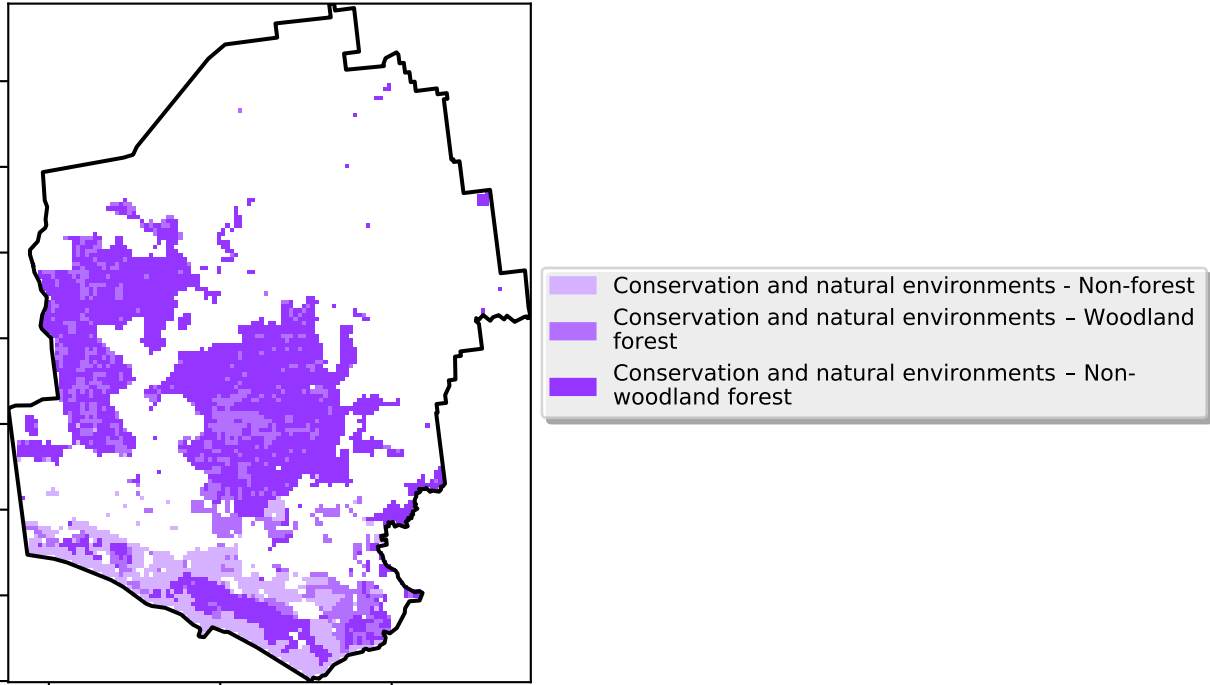 Conservation and natural environments - Non-forest
Conservation and natural environments – Woodland
forest
Conservation and natural environments – Non-
woodland forest